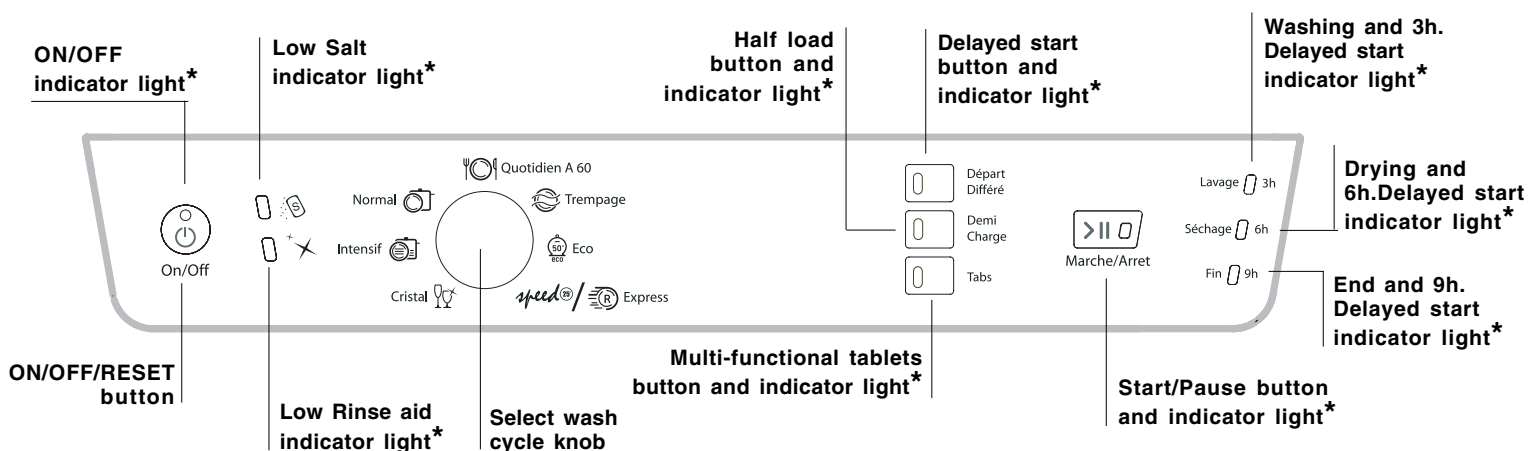 ON/OFF
indicator light*
Low Salt
indicator light*
Half load
button and
indicator light*
Delayed start
button and
indicator light*
Washing and 3h.
Delayed start
indicator light*
Drying and
6h.Delayed start
indicator light*
End and 9h.
Delayed start
indicator light*
On/Off
S
Quotidien A 60
Normal
Trempage
Intensif
50°
eco
Eco
Cristal
speed 25' / R Express
Départ
Différé
Demi
Charge
Tabs
Marche/Arret
Lavage 3h
Séchage 6h
Fin 9h
ON/OFF/RESET
button
Low Rinse aid
indicator light*
Select wash
cycle knob
Multi-functional tablets
button and indicator light*
Start/Pause button
and indicator light*